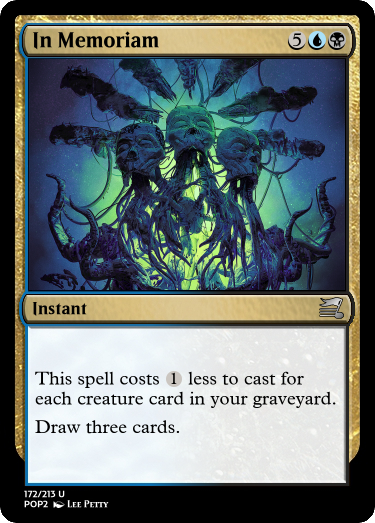 In Memoriam 5
Instant
This spell costs 1 less to cast for
each creature card in your graveyard.
Draw three cards.
172/213 U
POP2 Lee Petty